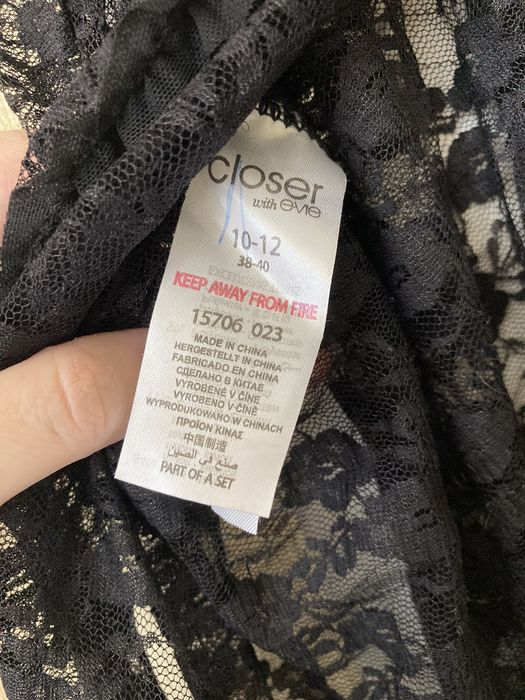 closer
with evie
10-12
38-40
KEEP AWAY FROM FIRE
15706 023
MADE IN CHINA
HERGESTELLT IN CHINA
FABRICADO EN CHINA
СДЕЛАНО В КИТАЕ
VYROBENÉ V ČÍNE
VYROBENO V ČÍNĚ
WYPRODUKOWANO W CHINACH
ΠΡΟΪΟΝ ΚΙΝΑΣ
中国制造
صنع في الصين
PART OF A SET